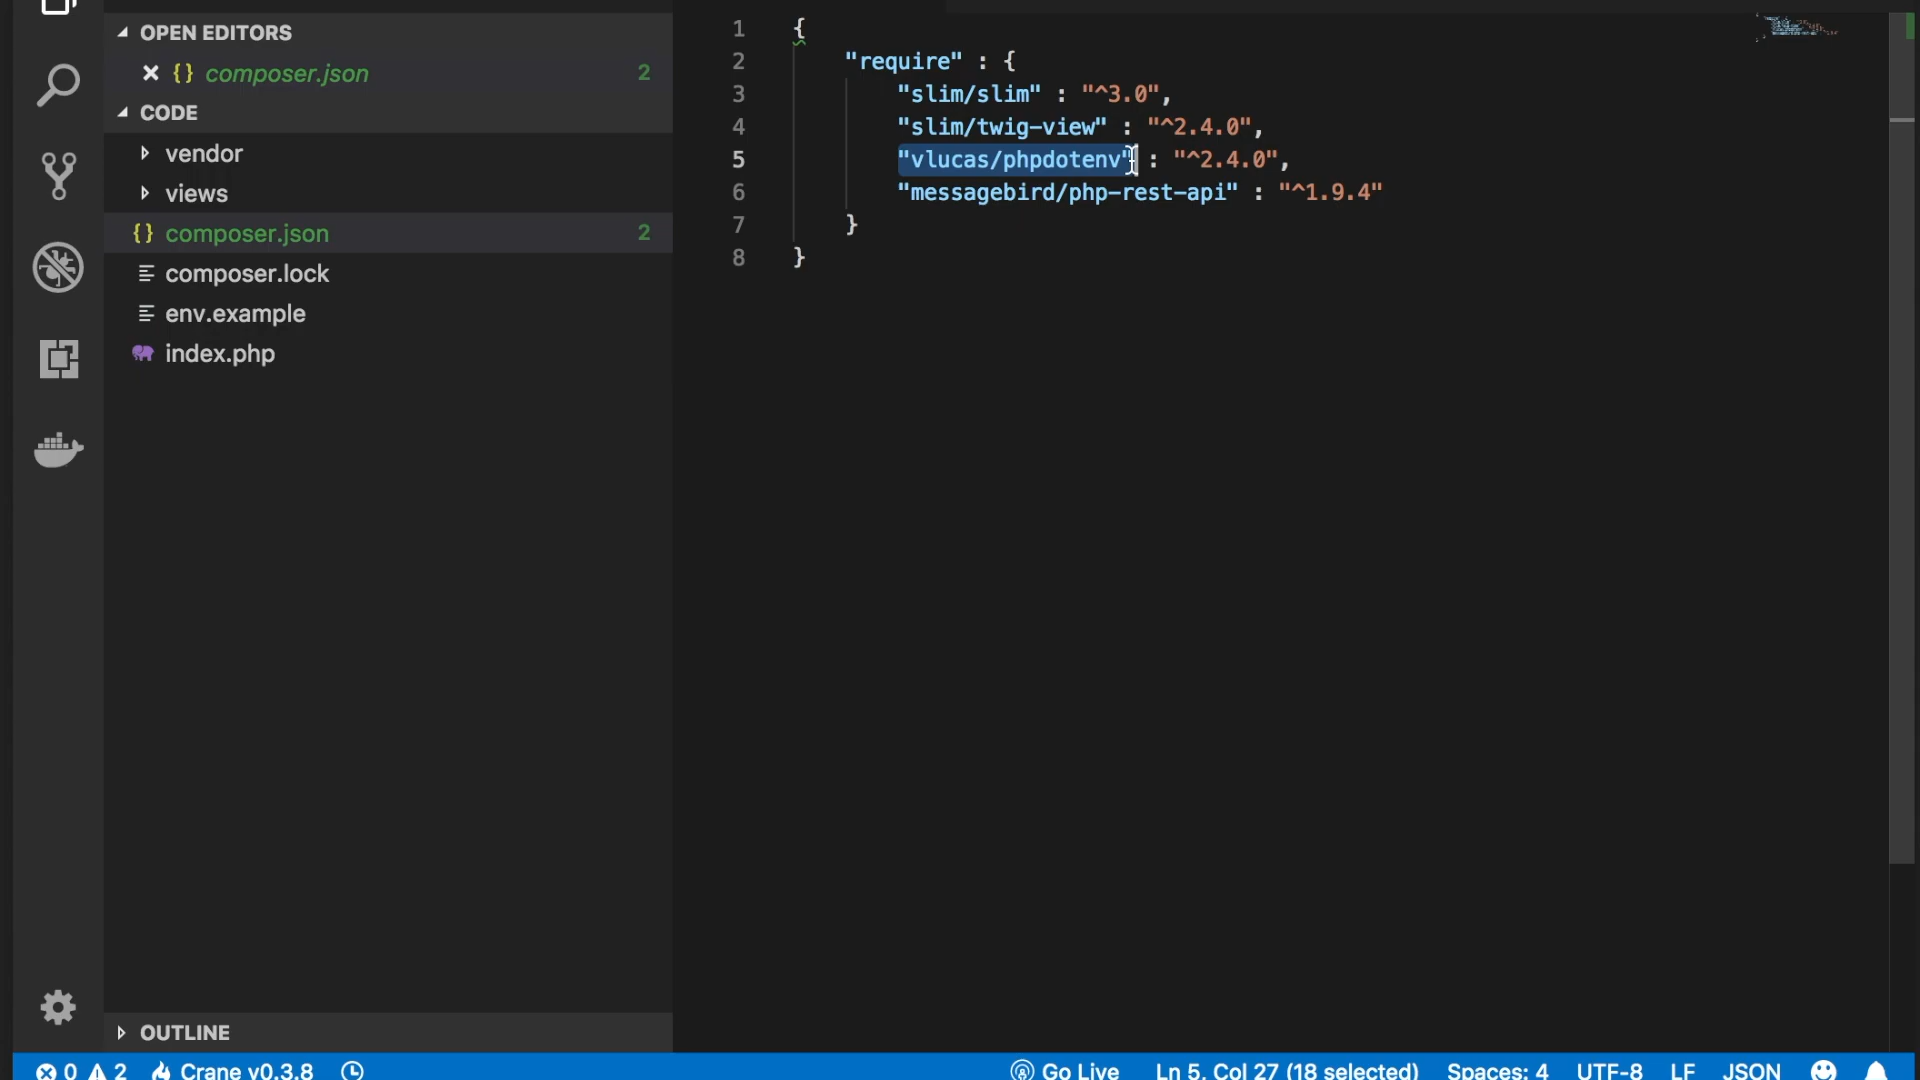 OPEN EDITORS
{} composer.json 2
CODE
vendor
views
{} composer.json 2
composer.lock
env.example
index.php
OUTLINE
1 {
2 "require" : {
3 "slim/slim" : "^3.0",
4 "slim/twig-view" : "^2.4.0",
5 "vlucas/phpdotenv" : "^2.4.0",
6 "messagebird/php-rest-api" : "^1.9.4"
7 }
8 }
0 2 Crane v0.3.8 Go Live Ln 5, Col 27 (18 selected) Spaces: 4 UTF-8 LF JSON